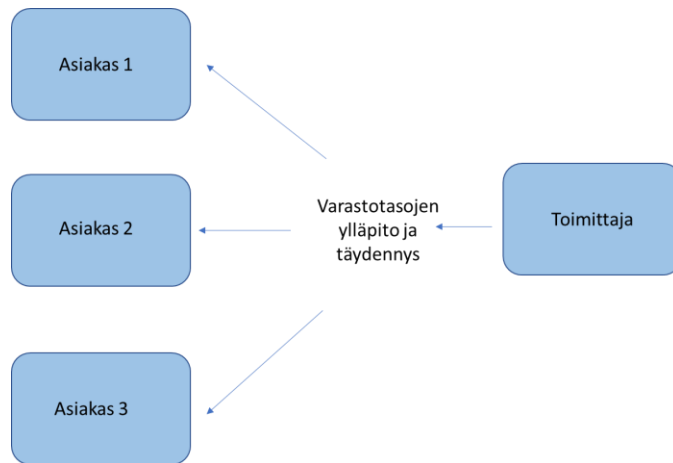 Asiakas 1
Asiakas 2
Varastotasojen
ylläpito ja
täydennys
Toimittaja
Asiakas 3